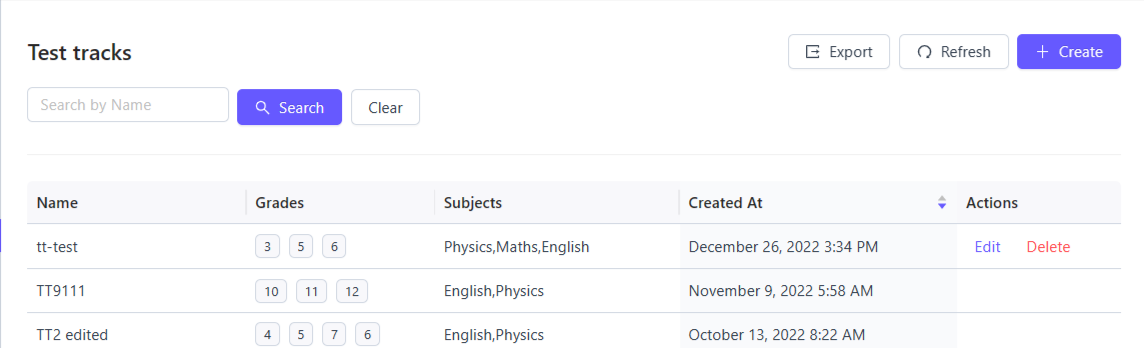 Test tracks
Export Refresh Create
Search by Name Search Clear
Name Grades Subjects Created At Actions
tt-test 3 5 6 Physics,Maths,English December 26, 2022 3:34 PM Edit Delete
TT9111 10 11 12 English,Physics November 9, 2022 5:58 AM
TT2 edited 4 5 7 6 English,Physics October 13, 2022 8:22 AM